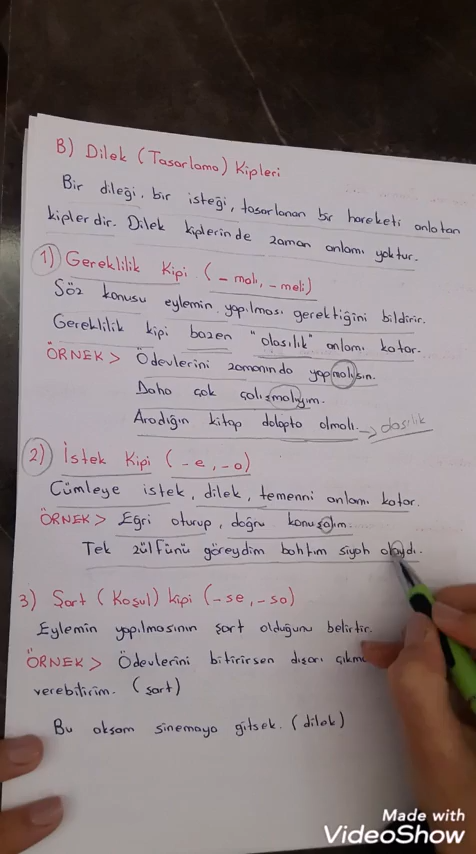 B) Dilek (Tasarlama) Kipleri
Bir dileği, bir isteği, tasarlanan bir hareketi anlatan
kiplerdir. Dilek kiplerinde zaman anlamı yoktur.
1) Gereklilik Kipi (-malı, -meli)
Söz konusu eylemin yapılması gerektiğini bildirir.
Gereklilik kipi bazen "olasılık" anlamı katar.
ÖRNEK > Ödevlerini zamanında yapmalısın.
Daha çok çalışmalıyım.
Aradığın kitap dolapta olmalı. → olasılık
2) İstek Kipi (-e, -a)
Cümleye istek, dilek, temenni anlamı katar.
ÖRNEK > Eğri oturup, doğru konuşalım.
Tek zülfünü göreydim bahtım siyah olaydı.
3) Şart (Koşul) kipi (-se, -sa)
Eylemin yapılmasının şart olduğunu belirtir.
ÖRNEK > Ödevlerini bitirirsen dışarı çıkma
verebilirim. (şart)
Bu akşam sinemaya gitsek. (dilek)
Made with
VideoShow